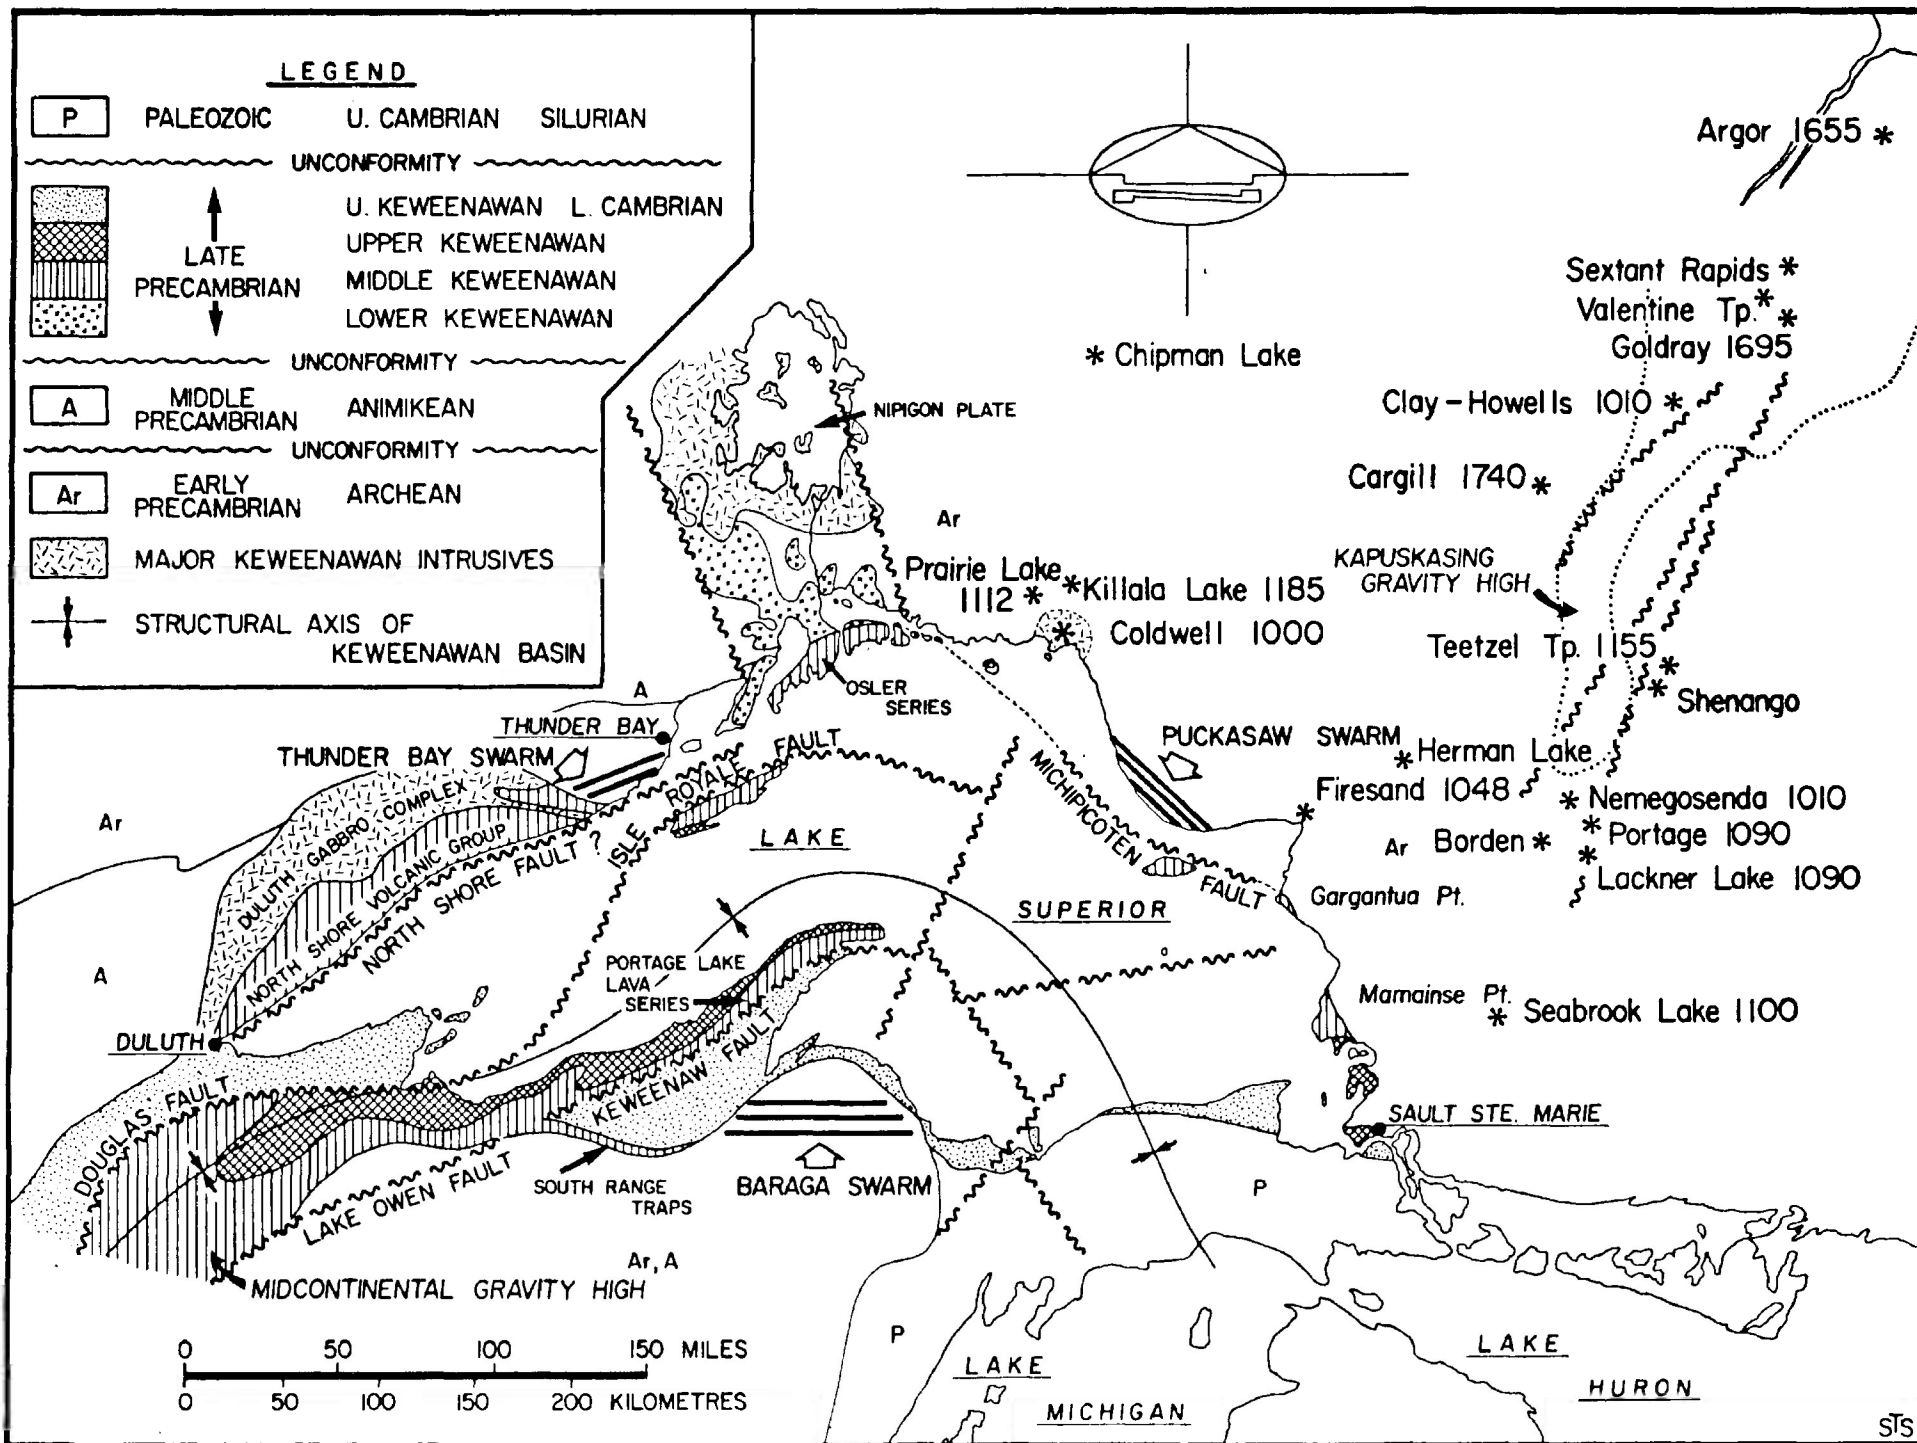 LEGEND
P PALEOZOIC U. CAMBRIAN SILURIAN
UNCONFORMITY
U. KEWEENAWAN L. CAMBRIAN
UPPER KEWEENAWAN
LATE
PRECAMBRIAN
MIDDLE KEWEENAWAN
LOWER KEWEENAWAN
UNCONFORMITY
A MIDDLE
PRECAMBRIAN ANIMIKEAN
UNCONFORMITY
Ar EARLY
PRECAMBRIAN ARCHEAN
MAJOR KEWEENAWAN INTRUSIVES
STRUCTURAL AXIS OF
KEWEENAWAN BASIN
Argor 1655 *
Sextant Rapids *
Valentine Tp. *
*
Goldray 1695
* Chipman Lake
Clay-Howells 1010 *
NIPIGON PLATE
Cargill 1740 *
Ar
KAPUSKASING
GRAVITY HIGH
Prairie Lake
1112 *
* Killala Lake 1185
* Coldwell 1000
Teetzel Tp. 1155
*
* Shenango
OSLER
SERIES
A
THUNDER BAY
THUNDER BAY SWARM
PUCKASAW SWARM
* Herman Lake
Firesand 1048
*
* Nemegosenda 1010
* Portage 1090
Ar
Borden *
* Lackner Lake 1090
Ar
DULUTH GABBRO COMPLEX
NORTH SHORE VOLCANIC GROUP
NORTH SHORE FAULT ?
ISLE ROYALE FAULT
MICHIPICOTEN FAULT
Gargantua Pt.
LAKE
SUPERIOR
A
PORTAGE LAKE
LAVA
SERIES
Mamainse Pt.
* Seabrook Lake 1100
DULUTH
DOUGLAS FAULT
KEWEENAW FAULT
LAKE OWEN FAULT
SOUTH RANGE
TRAPS
BARAGA SWARM
SAULT STE. MARIE
P
Ar, A
MIDCONTINENTAL GRAVITY HIGH
P
0 50 100 150 MILES
0 50 100 150 200 KILOMETRES
LAKE
MICHIGAN
LAKE
HURON
STS